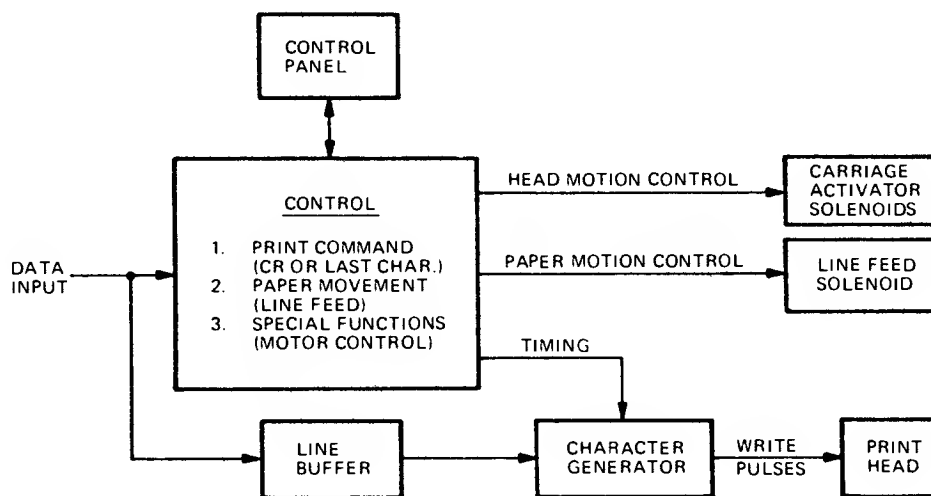 CONTROL
PANEL
HEAD MOTION CONTROL
CARRIAGE
ACTIVATOR
SOLENOIDS
CONTROL
1. PRINT COMMAND
(CR OR LAST CHAR.)
2. PAPER MOVEMENT
(LINE FEED)
3. SPECIAL FUNCTIONS
(MOTOR CONTROL)
DATA
INPUT
PAPER MOTION CONTROL
LINE FEED
SOLENOID
TIMING
LINE
BUFFER
CHARACTER
GENERATOR
WRITE
PULSES
PRINT
HEAD